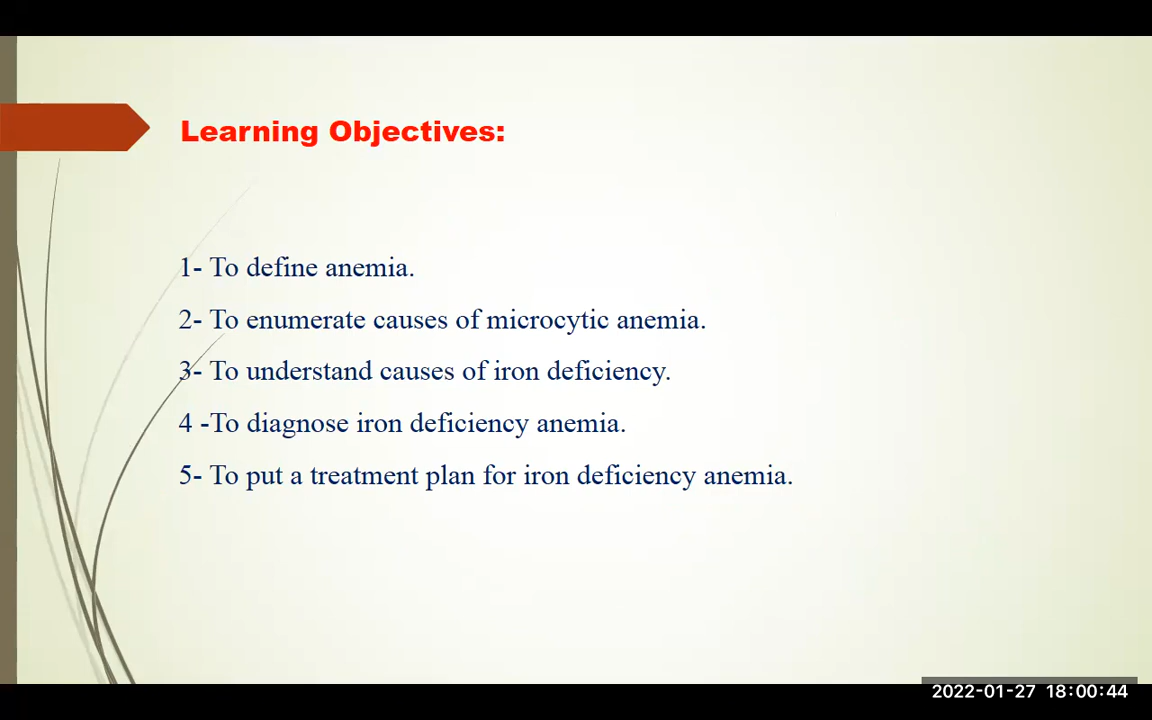 Learning Objectives:
1- To define anemia.
2- To enumerate causes of microcytic anemia.
3- To understand causes of iron deficiency.
4 -To diagnose iron deficiency anemia.
5- To put a treatment plan for iron deficiency anemia.
2022-01-27 18:00:44